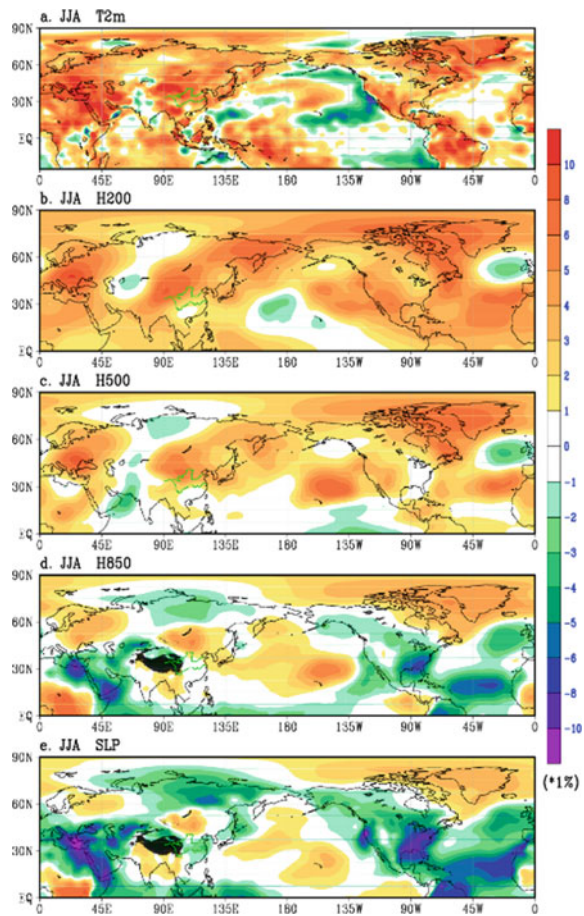 a. JJA T2m
90N
60N
30N
EQ
0 45E 90E 135E 180 135W 90W 45W 0
b. JJA H200
90N
60N
30N
EQ
0 45E 90E 135E 180 135W 90W 45W 0
c. JJA H500
90N
60N
30N
EQ
0 45E 90E 135E 180 135W 90W 45W 0
d. JJA H850
90N
60N
30N
EQ
0 45E 90E 135E 180 135W 90W 45W 0
e. JJA SLP
90N
60N
30N
EQ
0 45E 90E 135E 180 135W 90W 45W 0
10
8
6
5
4
3
2
1
0
-1
-2
-3
-4
-5
-6
-8
-10
(*1%)